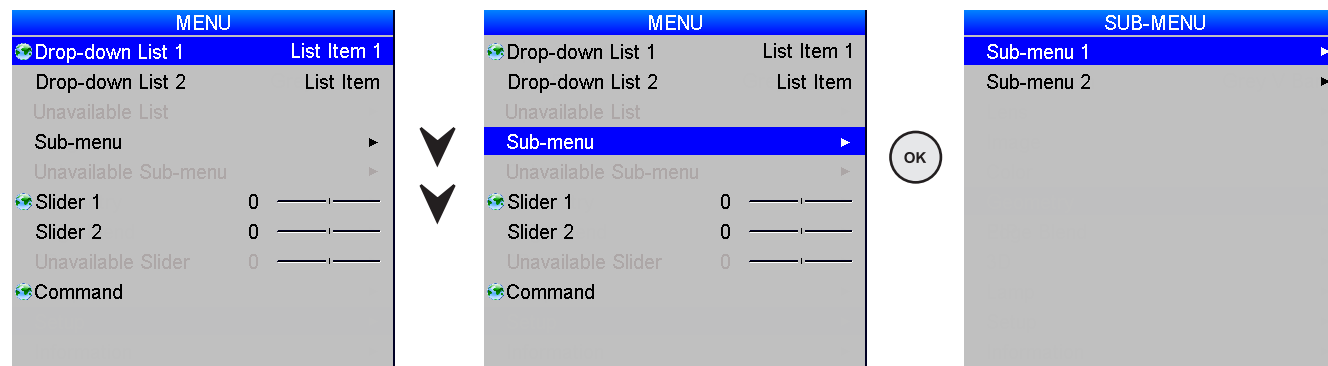 MENU
Drop-down List 1 List Item 1
Drop-down List 2 List Item
Unavailable List
Sub-menu ►
Unavailable Sub-menu ►
Slider 1 0
Slider 2 0
Unavailable Slider 0
Command
MENU
Drop-down List 1 List Item 1
Drop-down List 2 List Item
Unavailable List
Sub-menu ►
Unavailable Sub-menu ►
Slider 1 0
Slider 2 0
Unavailable Slider 0
Command
OK
SUB-MENU
Sub-menu 1 ►
Sub-menu 2 ►